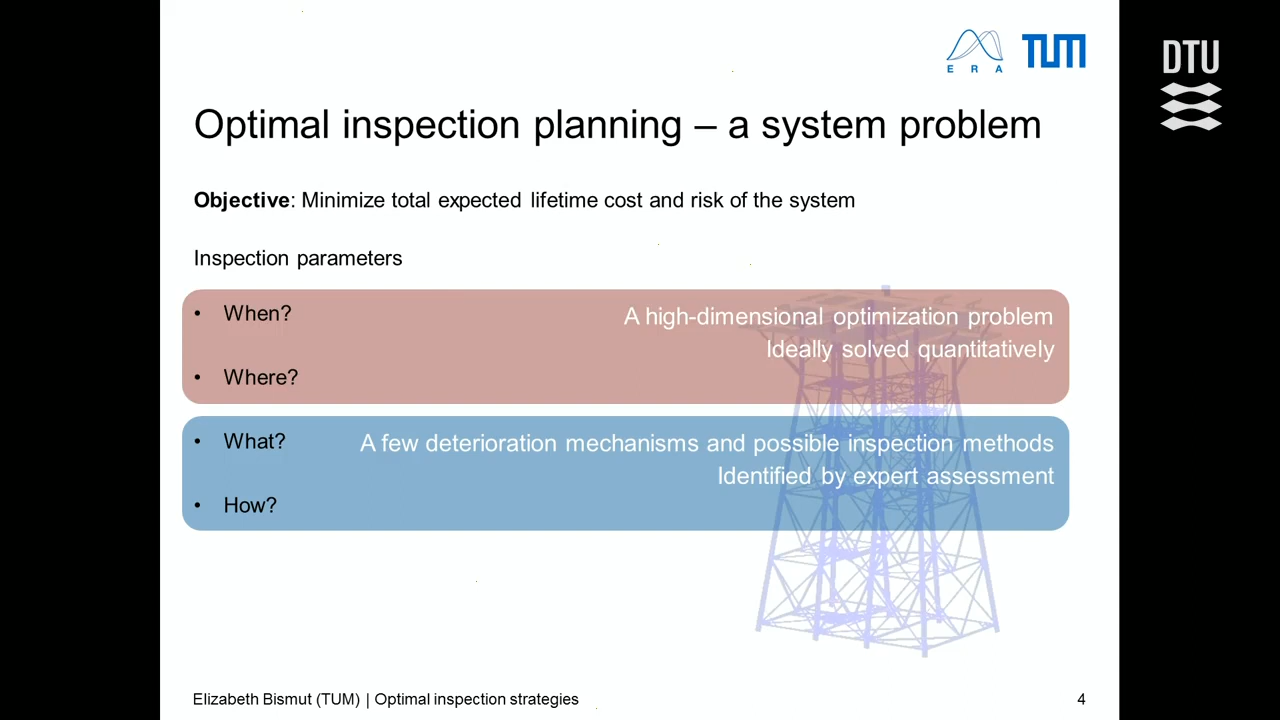 ERA
TUM
DTU
Optimal inspection planning – a system problem
Objective: Minimize total expected lifetime cost and risk of the system
Inspection parameters
• When?
A high-dimensional optimization problem
Ideally solved quantitatively
• Where?
• What?
A few deterioration mechanisms and possible inspection methods
Identified by expert assessment
• How?
Elizabeth Bismut (TUM) | Optimal inspection strategies
4